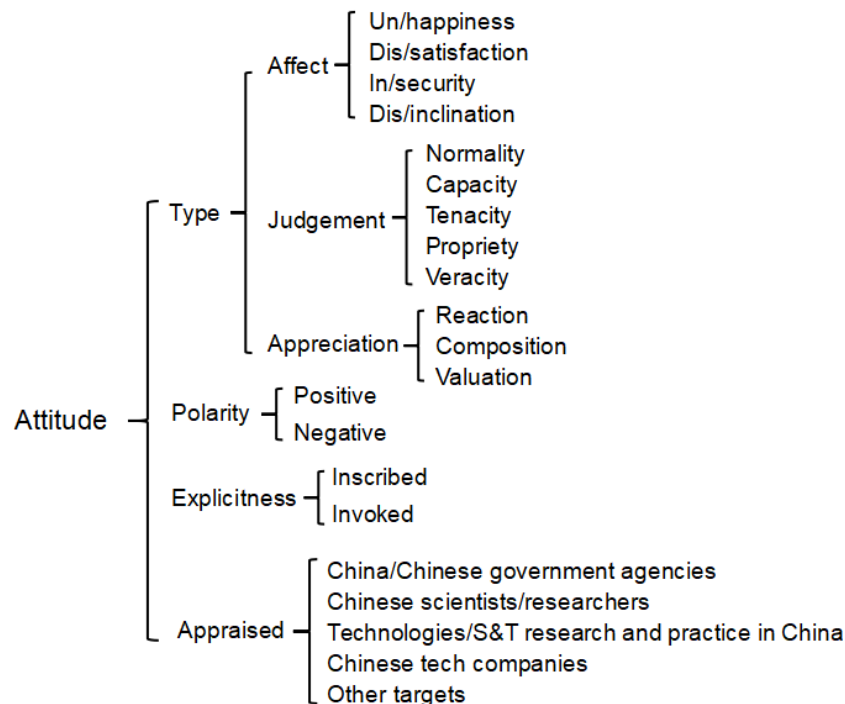 Un/happiness
Dis/satisfaction
Affect
In/security
Dis/inclination
Normality
Capacity
Type
Judgement
Tenacity
Propriety
Veracity
Reaction
Appreciation
Composition
Valuation
Attitude
Polarity
Positive
Negative
Explicitness
Inscribed
Invoked
Appraised
China/Chinese government agencies
Chinese scientists/researchers
Technologies/S&T research and practice in China
Chinese tech companies
Other targets